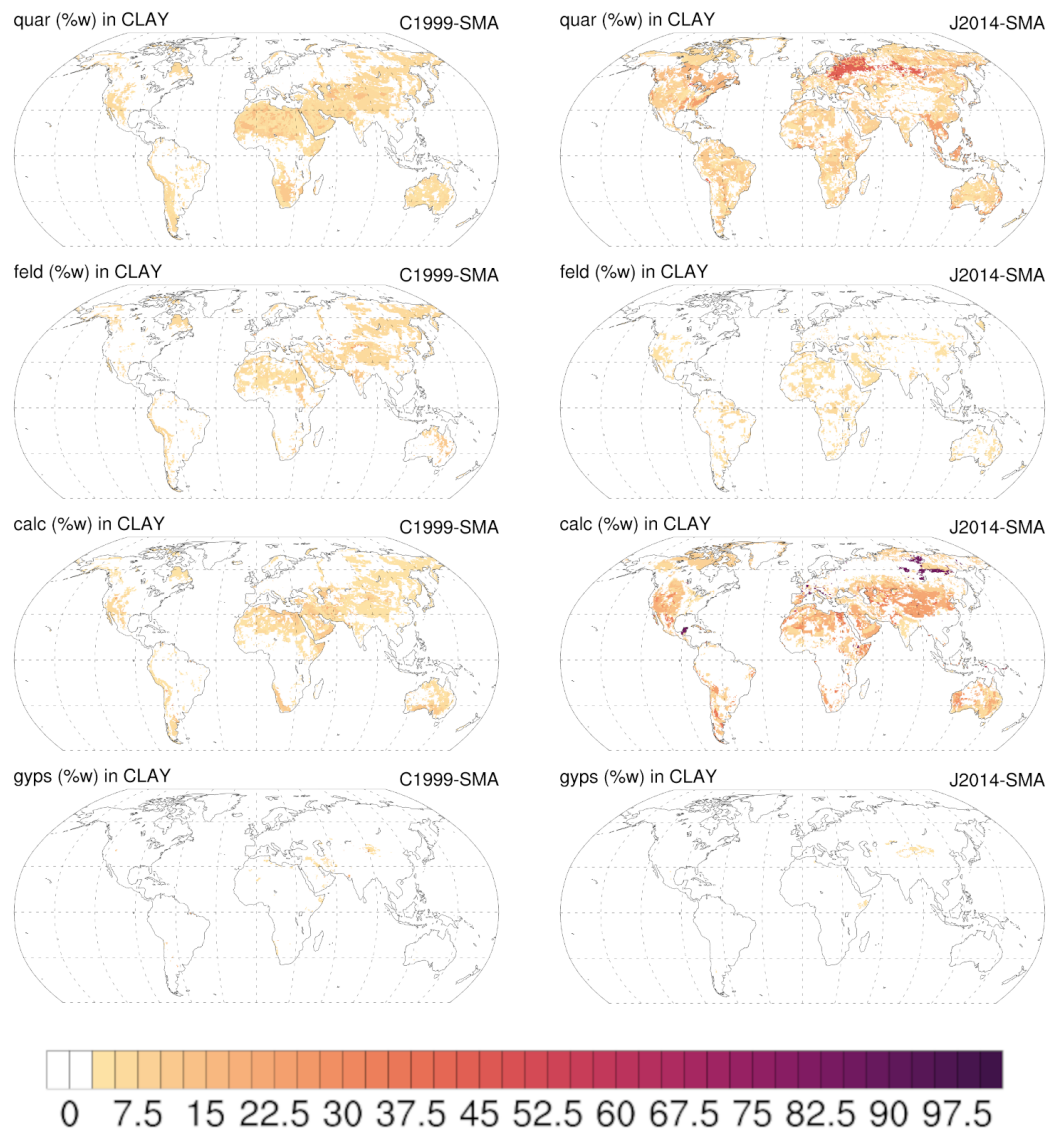 quar (%w) in CLAY C1999-SMA quar (%w) in CLAY J2014-SMA
feld (%w) in CLAY C1999-SMA feld (%w) in CLAY J2014-SMA
calc (%w) in CLAY C1999-SMA calc (%w) in CLAY J2014-SMA
gyps (%w) in CLAY C1999-SMA gyps (%w) in CLAY J2014-SMA
0 7.5 15 22.5 30 37.5 45 52.5 60 67.5 75 82.5 90 97.5